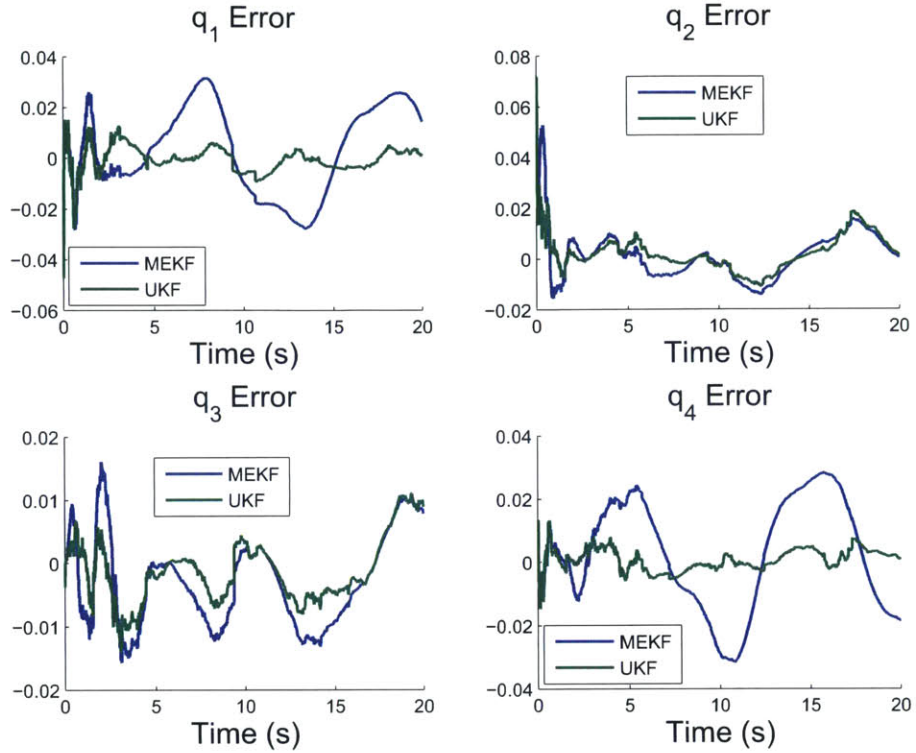 q1 Error
0.04
0.02
0
−0.02
−0.04
−0.06
MEKF
UKF
0 5 10 15 20
Time (s)
q2 Error
0.08
0.06
0.04
0.02
0
−0.02
MEKF
UKF
0 5 10 15 20
Time (s)
q3 Error
0.02
0.01
0
−0.01
−0.02
MEKF
UKF
0 5 10 15 20
Time (s)
q4 Error
0.04
0.02
0
−0.02
−0.04
MEKF
UKF
0 5 10 15 20
Time (s)